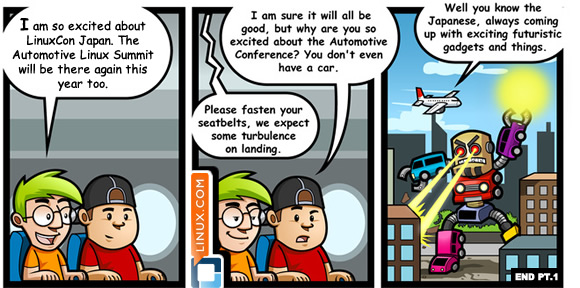 I am so excited about
LinuxCon Japan. The
Automotive Linux Summit
will be there again this
year too.
I am sure it will all be
good, but why are you so
excited about the Automotive
Conference? You don't even
have a car.
Please fasten your
seatbelts, we expect
some turbulence
on landing.
LINUX.COM
Well you know the
Japanese, always coming
up with exciting futuristic
gadgets and things.
END PT.1